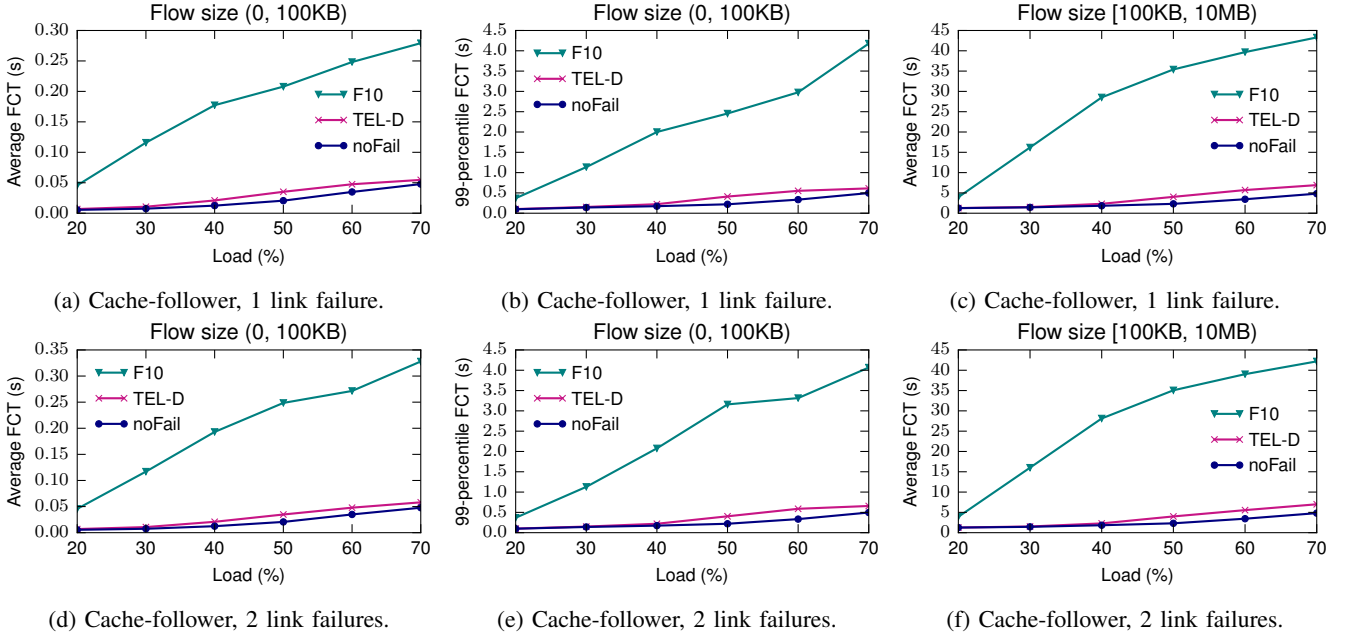 Flow size (0, 100KB)
Average FCT (s)
0.30
0.25
0.20
0.15
0.10
0.05
0.00
F10
TEL-D
noFail
20 30 40 50 60 70
Load (%)
(a) Cache-follower, 1 link failure.
Flow size (0, 100KB)
99-percentile FCT (s)
4.5
4.0
3.5
3.0
2.5
2.0
1.5
1.0
0.5
0.0
F10
TEL-D
noFail
20 30 40 50 60 70
Load (%)
(b) Cache-follower, 1 link failure.
Flow size [100KB, 10MB)
Average FCT (s)
45
40
35
30
25
20
15
10
5
0
F10
TEL-D
noFail
20 30 40 50 60 70
Load (%)
(c) Cache-follower, 1 link failure.
Flow size (0, 100KB)
Average FCT (s)
0.35
0.30
0.25
0.20
0.15
0.10
0.05
0.00
F10
TEL-D
noFail
20 30 40 50 60 70
Load (%)
(d) Cache-follower, 2 link failures.
Flow size (0, 100KB)
99-percentile FCT (s)
4.5
4.0
3.5
3.0
2.5
2.0
1.5
1.0
0.5
0.0
F10
TEL-D
noFail
20 30 40 50 60 70
Load (%)
(e) Cache-follower, 2 link failures.
Flow size [100KB, 10MB)
Average FCT (s)
45
40
35
30
25
20
15
10
5
0
F10
TEL-D
noFail
20 30 40 50 60 70
Load (%)
(f) Cache-follower, 2 link failures.